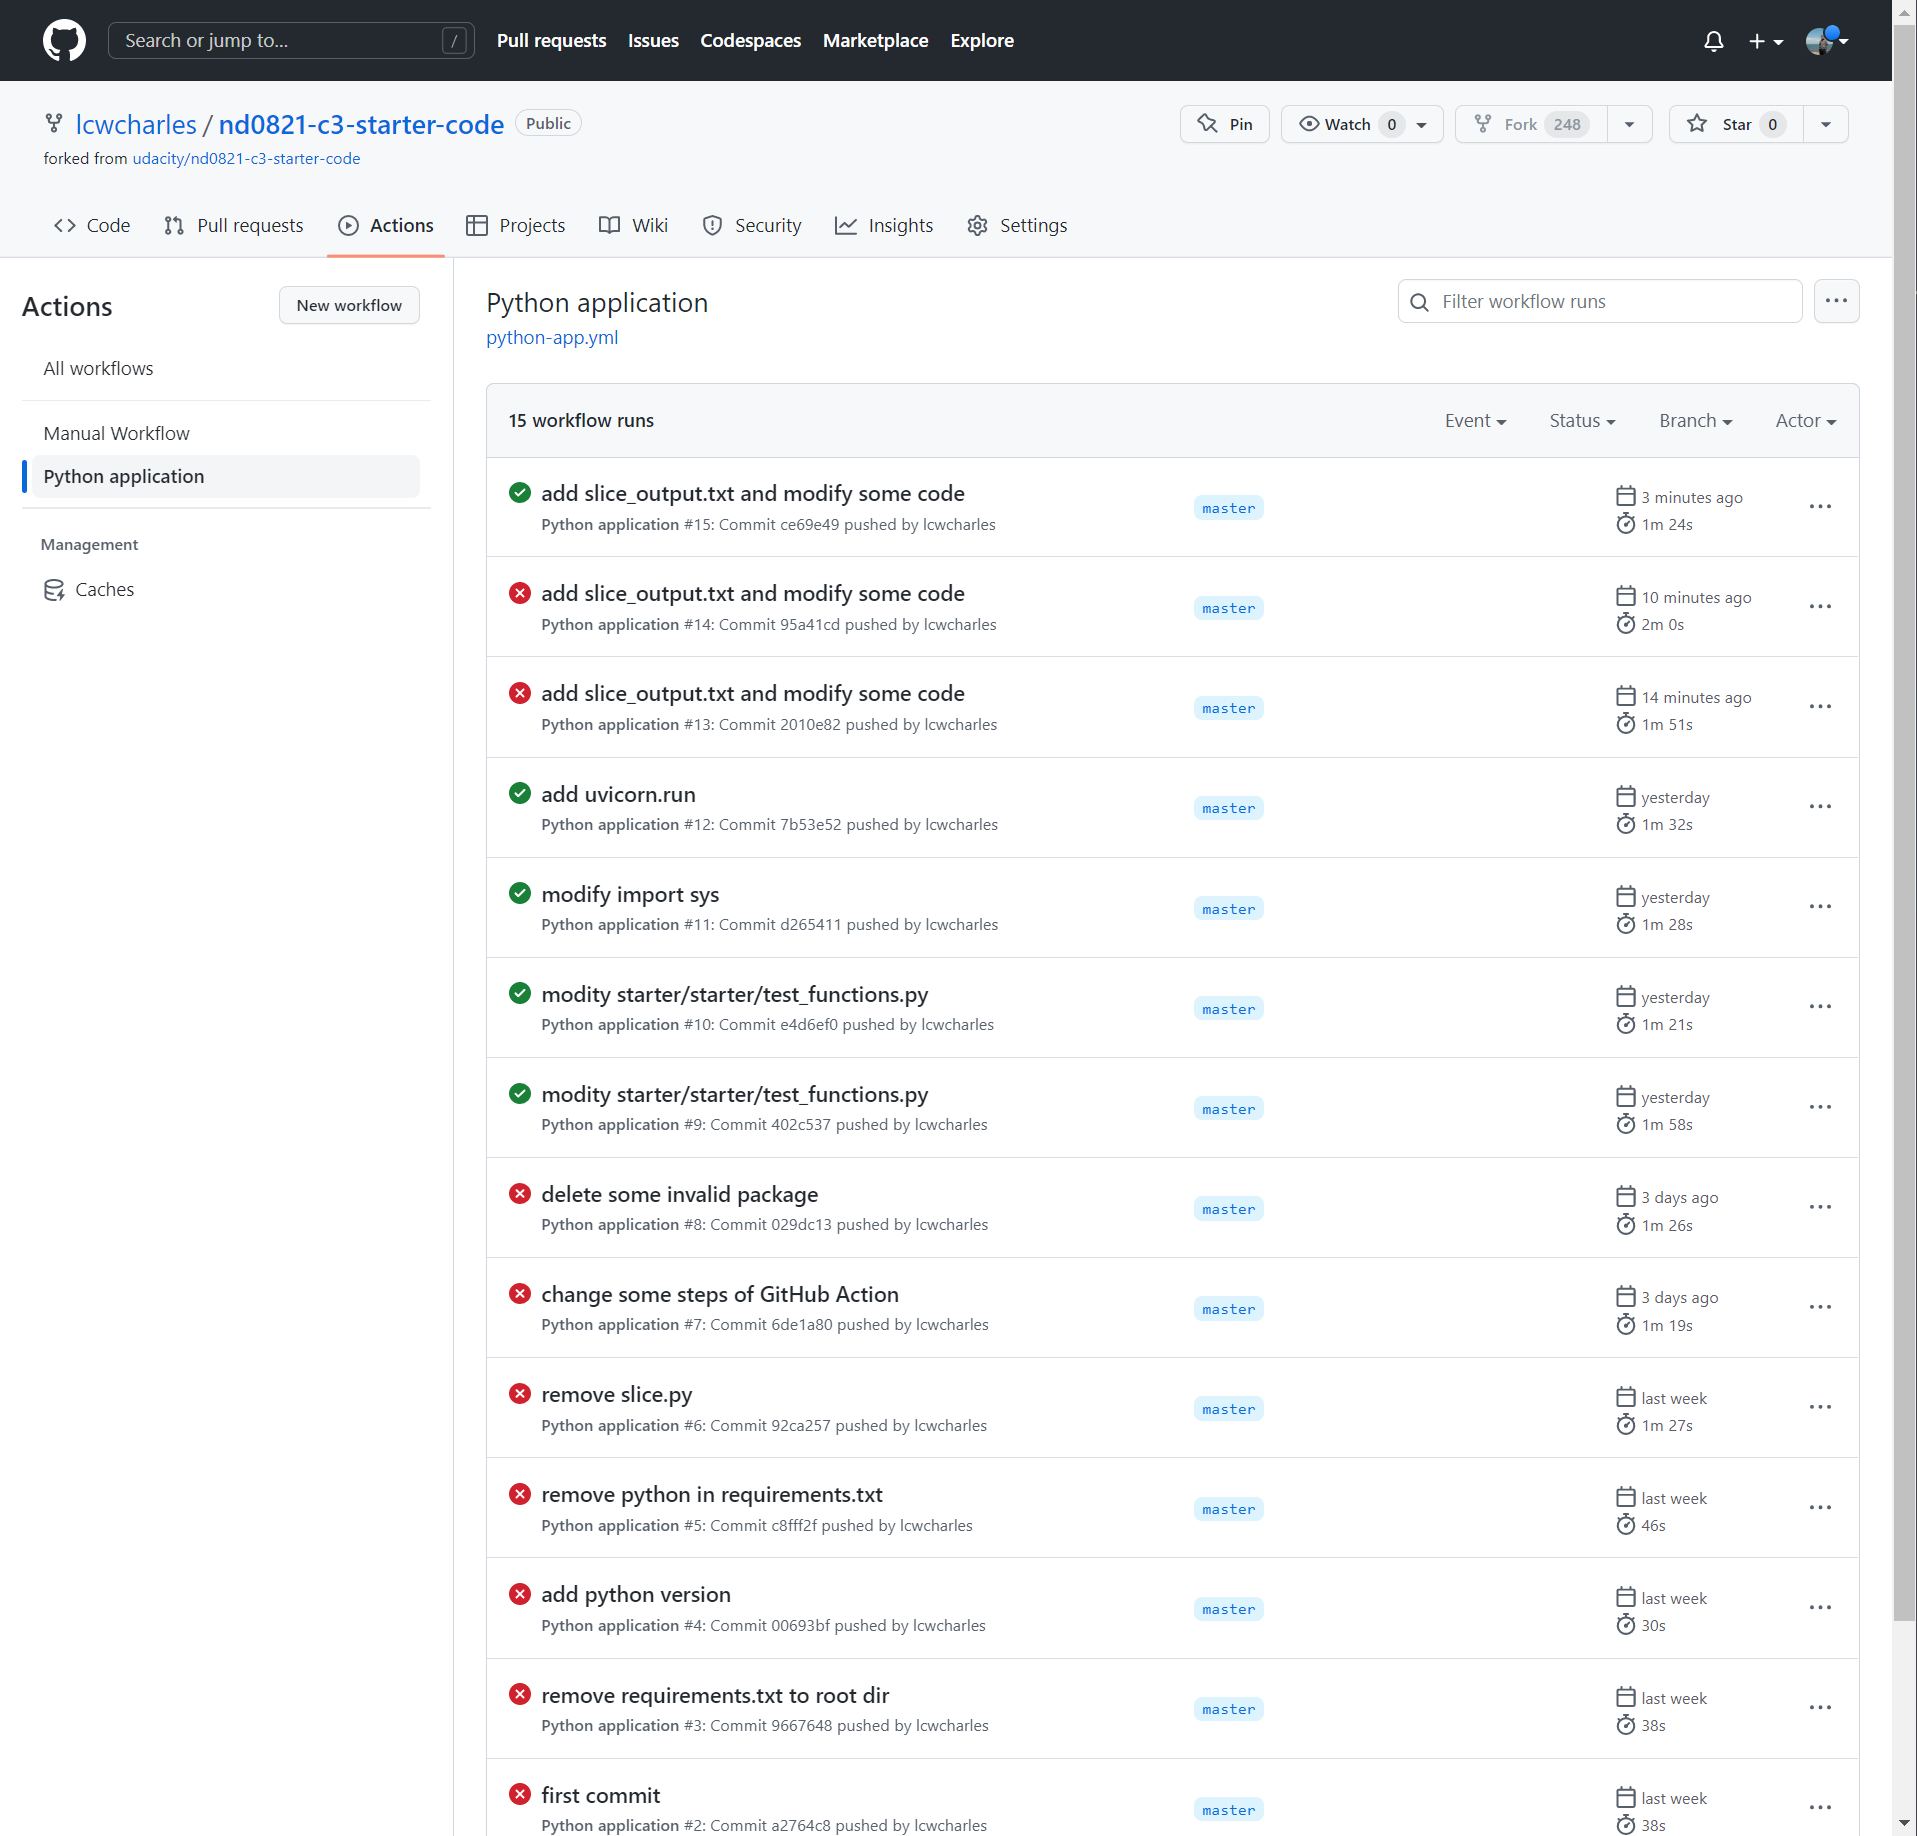 Search or jump to... /
Pull requests Issues Codespaces Marketplace Explore
lcwcharles / nd0821-c3-starter-code Public
Pin Watch 0 Fork 248 Star 0
forked from udacity/nd0821-c3-starter-code
Code Pull requests Actions Projects Wiki Security Insights Settings
Actions
New workflow
All workflows
Manual Workflow
Python application
Management
Caches
Python application
python-app.yml
Filter workflow runs
15 workflow runs
Event Status Branch Actor
add slice_output.txt and modify some code
Python application #15: Commit ce69e49 pushed by lcwcharles
master
3 minutes ago
1m 24s
add slice_output.txt and modify some code
Python application #14: Commit 95a41cd pushed by lcwcharles
master
10 minutes ago
2m 0s
add slice_output.txt and modify some code
Python application #13: Commit 2010e82 pushed by lcwcharles
master
14 minutes ago
1m 51s
add uvicorn.run
Python application #12: Commit 7b53e52 pushed by lcwcharles
master
yesterday
1m 32s
modify import sys
Python application #11: Commit d265411 pushed by lcwcharles
master
yesterday
1m 28s
modity starter/starter/test_functions.py
Python application #10: Commit e4d6ef0 pushed by lcwcharles
master
yesterday
1m 21s
modity starter/starter/test_functions.py
Python application #9: Commit 402c537 pushed by lcwcharles
master
yesterday
1m 58s
delete some invalid package
Python application #8: Commit 029dc13 pushed by lcwcharles
master
3 days ago
1m 26s
change some steps of GitHub Action
Python application #7: Commit 6de1a80 pushed by lcwcharles
master
3 days ago
1m 19s
remove slice.py
Python application #6: Commit 92ca257 pushed by lcwcharles
master
last week
1m 27s
remove python in requirements.txt
Python application #5: Commit c8fff2f pushed by lcwcharles
master
last week
46s
add python version
Python application #4: Commit 00693bf pushed by lcwcharles
master
last week
30s
remove requirements.txt to root dir
Python application #3: Commit 9667648 pushed by lcwcharles
master
last week
38s
first commit
Python application #2: Commit a2764c8 pushed by lcwcharles
master
last week
38s